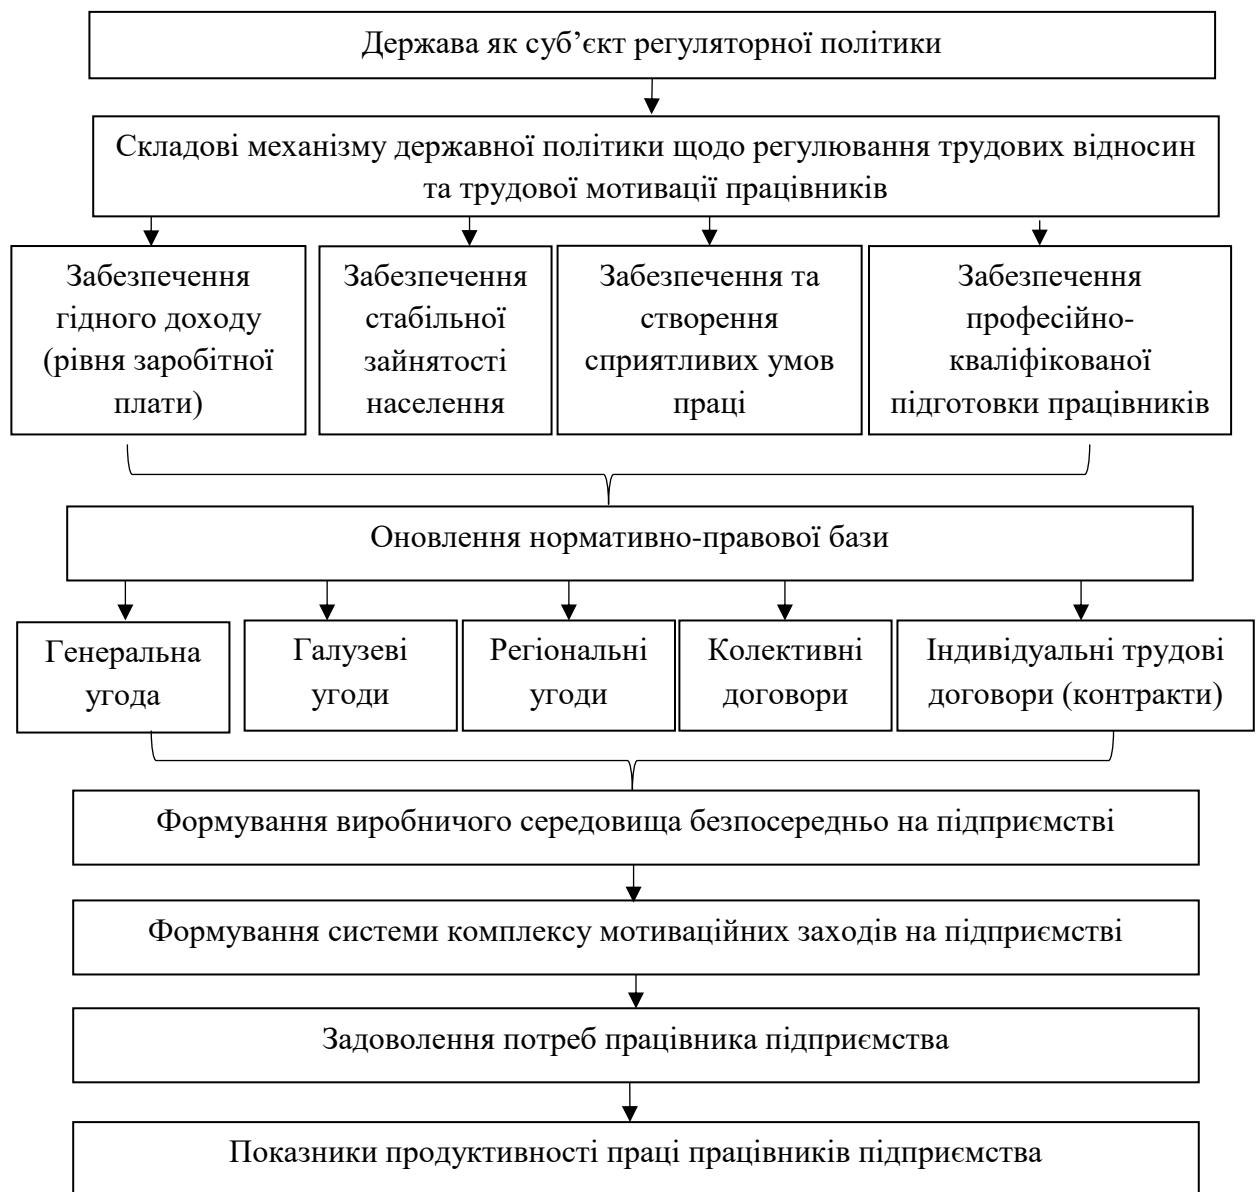 Держава як суб’єкт регуляторної політики
Складові механізму державної політики щодо регулювання трудових відносин
та трудової мотивації працівників
Забезпечення
гідного доходу
(рівня заробітної
плати)
Забезпечення
стабільної
зайнятості
населення
Забезпечення та
створення
сприятливих умов
праці
Забезпечення
професійно-
кваліфікованої
підготовки працівників
Оновлення нормативно-правової бази
Генеральна
угода
Галузеві
угоди
Регіональні
угоди
Колективні
договори
Індивідуальні трудові
договори (контракти)
Формування виробничого середовища безпосередньо на підприємстві
Формування системи комплексу мотиваційних заходів на підприємстві
Задоволення потреб працівника підприємства
Показники продуктивності праці працівників підприємства